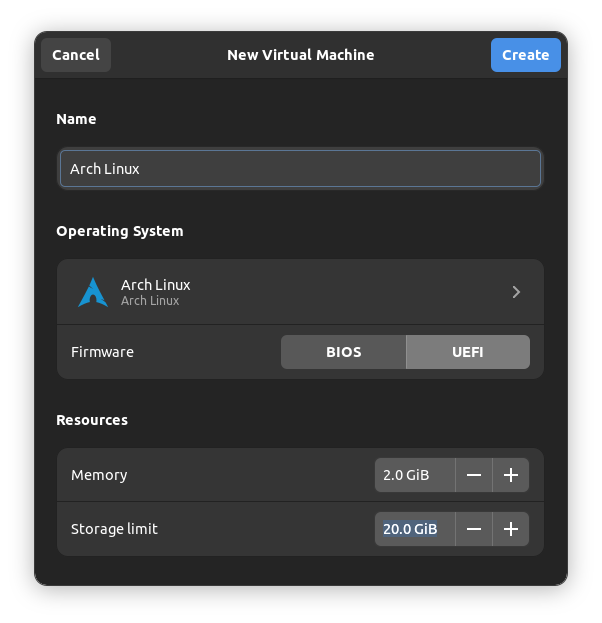 Cancel New Virtual Machine Create
Name
Arch Linux
Operating System
Arch Linux
Arch Linux
Firmware BIOS UEFI
Resources
Memory 2.0 GiB
Storage limit 20.0 GiB